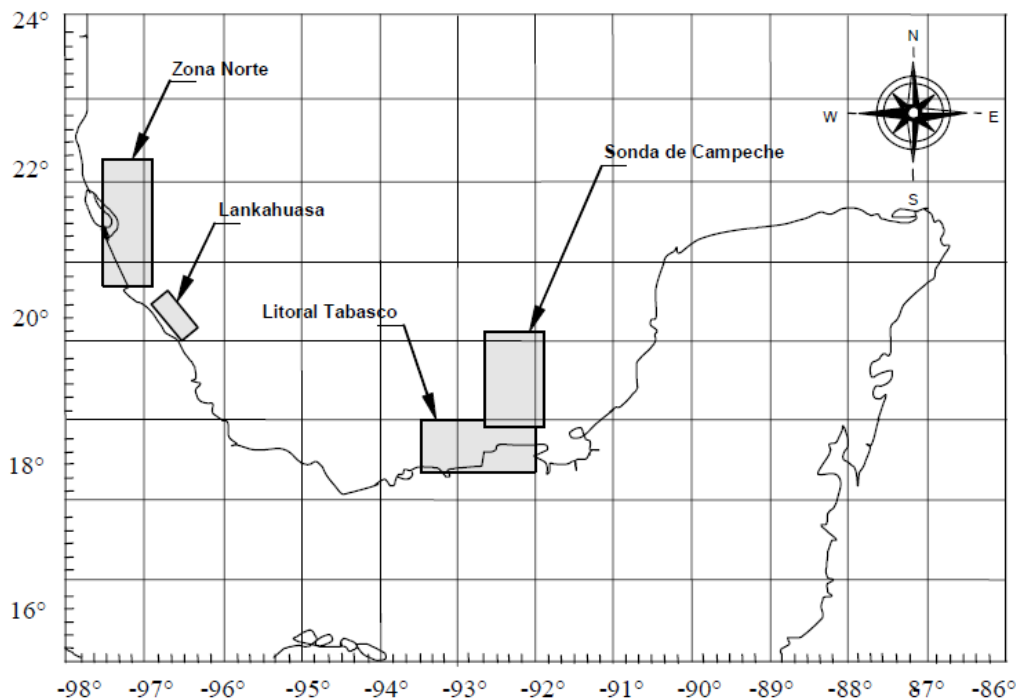 24°
Zona Norte
N
W
E
22°
Sonda de Campeche
S
Lankahuasa
20°
Litoral Tabasco
18°
16°
-98° -97° -96° -95° -94° -93° -92° -91° -90° -89° -88° -87° -86°